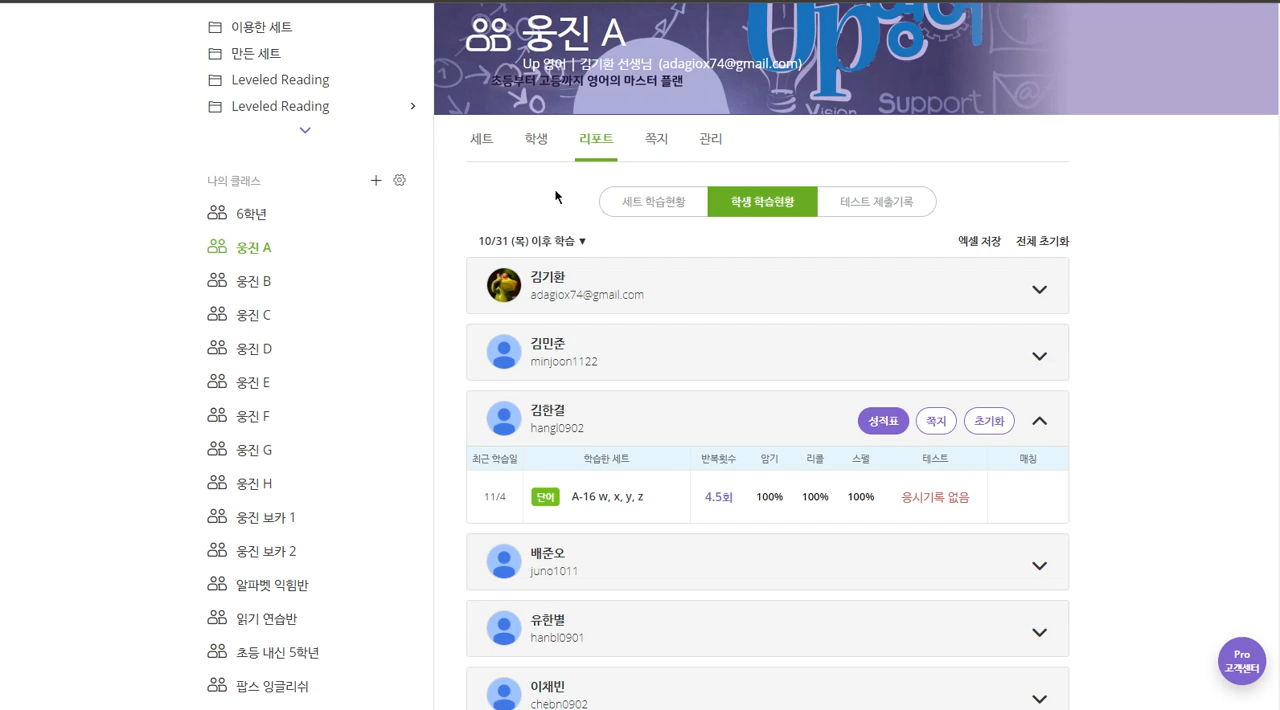 이용한 세트
만든 세트
Leveled Reading
Leveled Reading
나의 클래스
6학년
웅진 A
웅진 B
웅진 C
웅진 D
웅진 E
웅진 F
웅진 G
웅진 H
웅진 보카 1
웅진 보카 2
알파벳 익힘반
읽기 연습반
초등 내신 5학년
팝스 잉글리쉬
웅진 A
Up 영어 | 김기환 선생님 (adagiox74@gmail.com)
초등부터 고등까지 영어의 마스터 플랜
Up영어
Vision
Support
세트 학생 리포트 쪽지 관리
세트 학습현황 학생 학습현황 테스트 제출기록
10/31 (목) 이후 학습 ▼ 엑셀 저장 전체 초기화
김기환
adagiox74@gmail.com
김민준
minjoon1122
김한결
hangl0902
성적표 쪽지 초기화
최근 학습일 학습한 세트 반복횟수 암기 리콜 스펠 테스트 매칭
11/4 단어 A-16 w, x, y, z 4.5회 100% 100% 100% 응시기록 없음
배준오
juno1011
유한별
hanbl0901
이채빈
chebn0902
Pro
고객센터